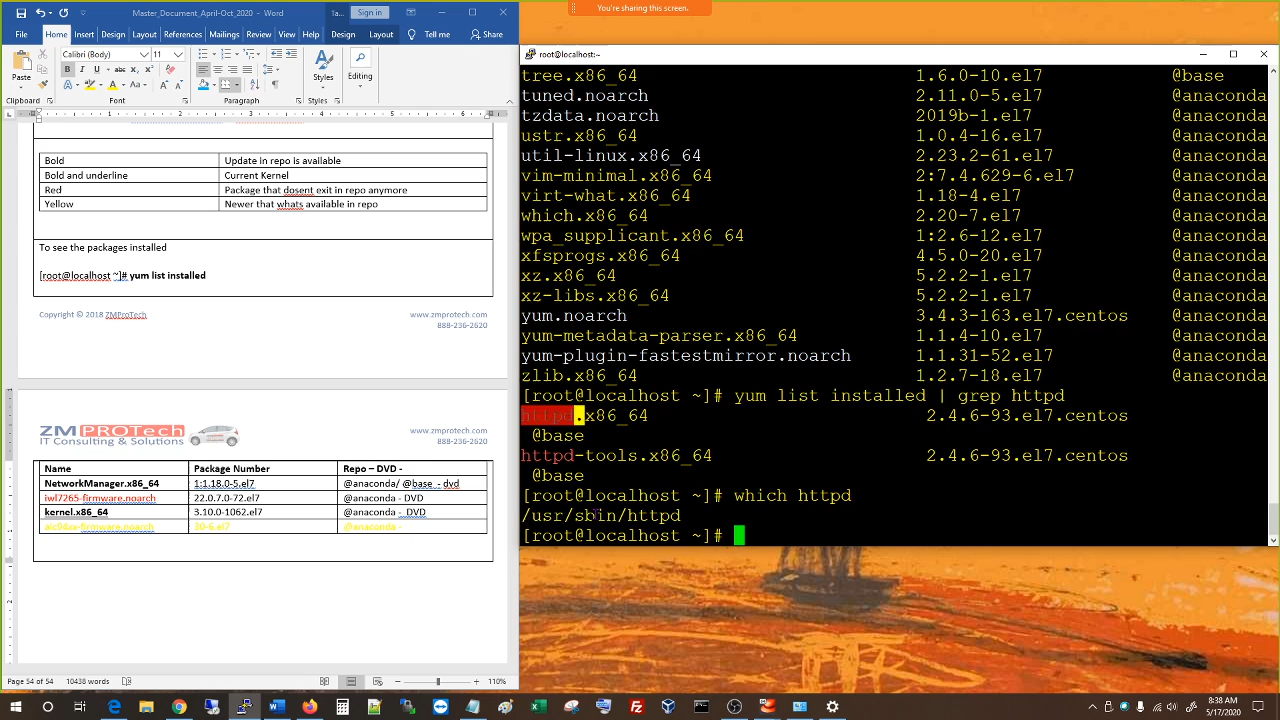 You're sharing this screen.
Master_Document_April-Oct_2020 - Word
Ta...
Sign in
File
Home
Insert
Design
Layout
References
Mailings
Review
View
Help
Design
Layout
Tell me
Share
Calibri (Body)
11
Paste
Styles
Editing
Clipboard
Font
Paragraph
Styles
Bold Update in repo is available
Bold and underline Current Kernel
Red Package that dosent exit in repo anymore
Yellow Newer that whats available in repo
To see the packages installed
[root@localhost ~]# yum list installed
Copyright © 2018 ZMProTech www.zmprotech.com
888-236-2620
ZMPROTech
IT Consulting & Solutions
www.zmprotech.com
888-236-2620
Name Package Number Repo – DVD -
NetworkManager.x86_64 1:1.18.0-5.el7 @anaconda/ @base - dvd
iwl7265-firmware.noarch 22.0.7.0-72.el7 @anaconda - DVD
kernel.x86_64 3.10.0-1062.el7 @anaconda – DVD
aic94xx-firmware.noarch 30-6.el7 @anaconda -
Page 54 of 54
10438 words
110%
root@localhost:~
tree.x86_64 1.6.0-10.el7 @base
tuned.noarch 2.11.0-5.el7 @anaconda
tzdata.noarch 2019b-1.el7 @anaconda
ustr.x86_64 1.0.4-16.el7 @anaconda
util-linux.x86_64 2.23.2-61.el7 @anaconda
vim-minimal.x86_64 2:7.4.629-6.el7 @anaconda
virt-what.x86_64 1.18-4.el7 @anaconda
which.x86_64 2.20-7.el7 @anaconda
wpa_supplicant.x86_64 1:2.6-12.el7 @anaconda
xfsprogs.x86_64 4.5.0-20.el7 @anaconda
xz.x86_64 5.2.2-1.el7 @anaconda
xz-libs.x86_64 5.2.2-1.el7 @anaconda
yum.noarch 3.4.3-163.el7.centos @anaconda
yum-metadata-parser.x86_64 1.1.4-10.el7 @anaconda
yum-plugin-fastestmirror.noarch 1.1.31-52.el7 @anaconda
zlib.x86_64 1.2.7-18.el7 @anaconda
[root@localhost ~]# yum list installed | grep httpd
httpd.x86_64 2.4.6-93.el7.centos
@base
httpd-tools.x86_64 2.4.6-93.el7.centos
@base
[root@localhost ~]# which httpd
/usr/sbin/httpd
[root@localhost ~]#
8:38 AM
5/17/2020